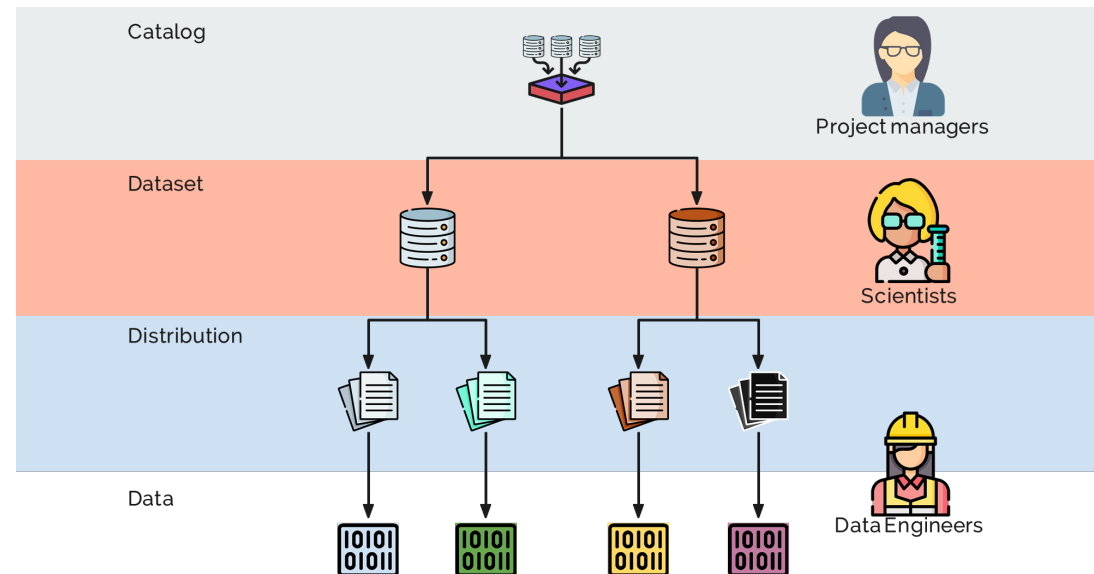 Catalog
Project managers
Dataset
Scientists
Distribution
Data
Data Engineers
10101
01011
10101
01011
10101
01011
10101
01011